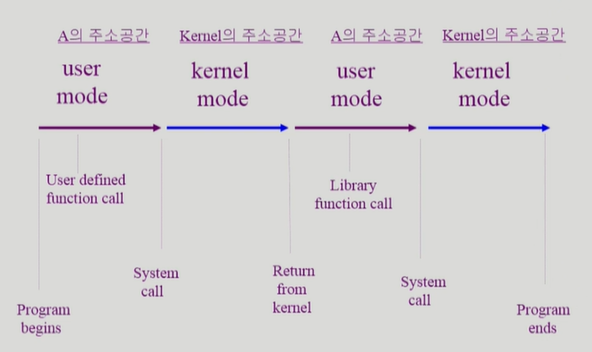 A의 주소공간
Kernel의 주소공간
A의 주소공간
Kernel의 주소공간
user
mode
kernel
mode
user
mode
kernel
mode
User defined
function call
Library
function call
System
call
Return
from
kernel
System
call
Program
begins
Program
ends